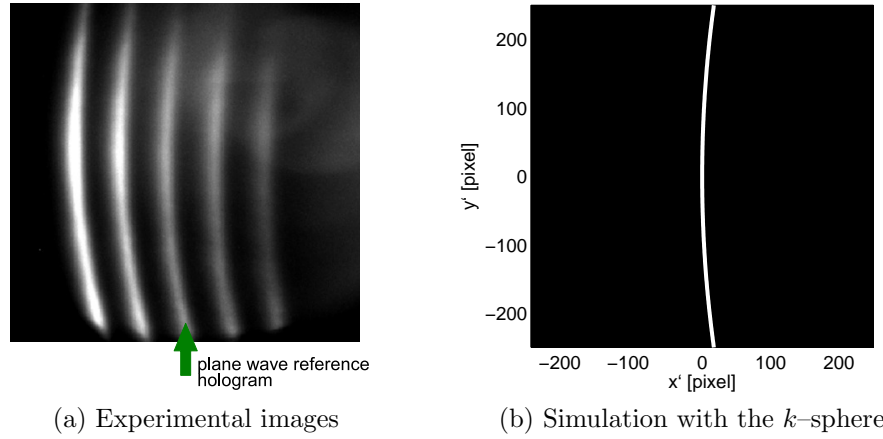 plane wave reference
hologram
(a) Experimental images
200
100
0
−100
−200
y‘ [pixel]
−200 −100 0 100 200
x‘ [pixel]
(b) Simulation with the k–sphere